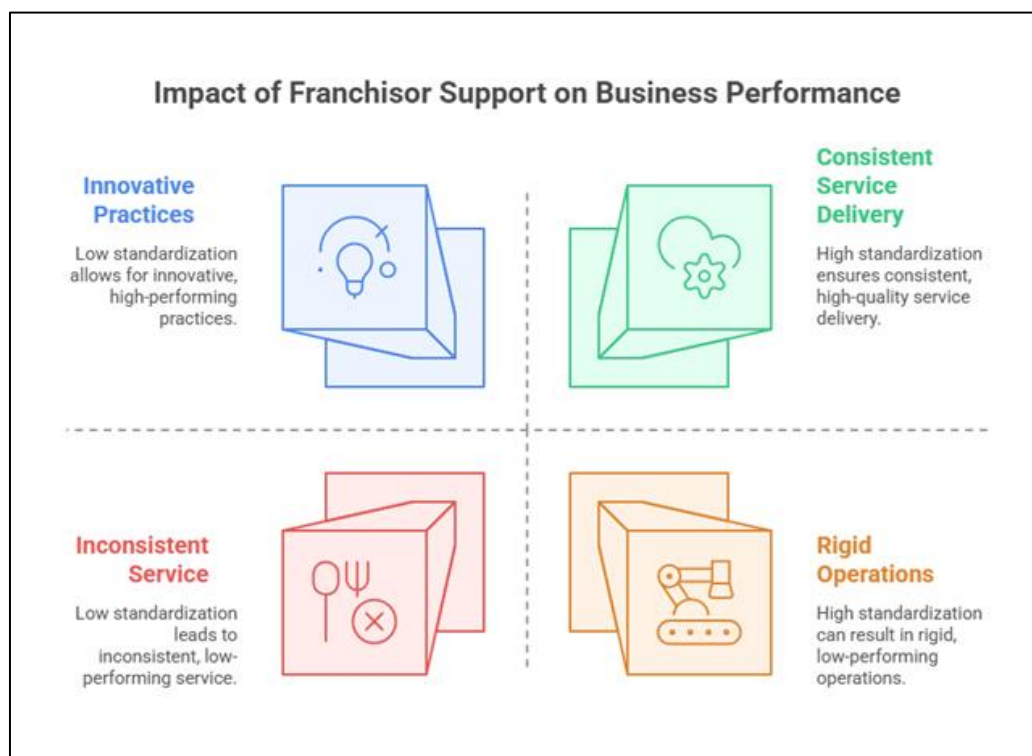 Impact of Franchisor Support on Business Performance
Innovative
Practices
Low standardization
allows for innovative,
high-performing
practices.
Consistent
Service
Delivery
High standardization
ensures consistent,
high-quality service
delivery.
Inconsistent
Service
Low standardization
leads to
inconsistent, low-
performing service.
Rigid
Operations
High standardization
can result in rigid,
low-performing
operations.